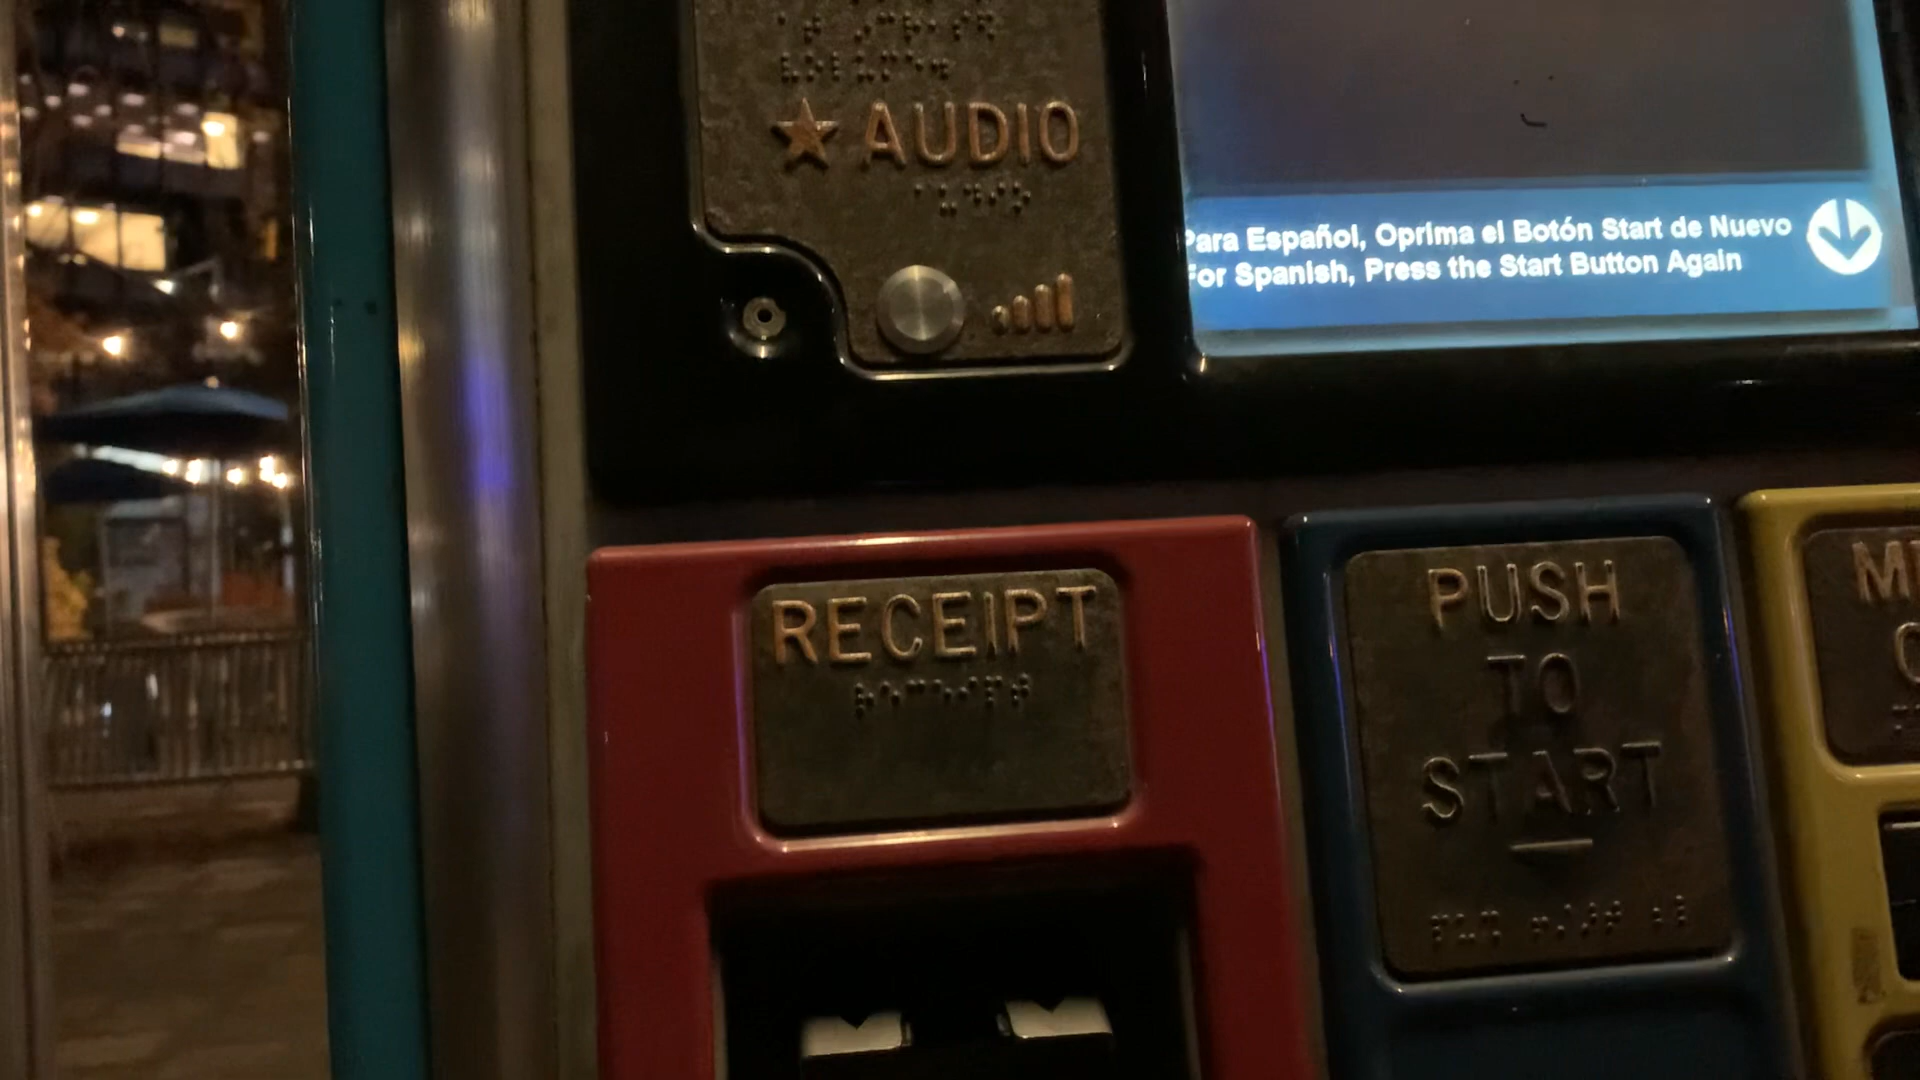 AUDIO
Para Español, Oprima el Botón Start de Nuevo
For Spanish, Press the Start Button Again
RECEIPT
PUSH
TO
START